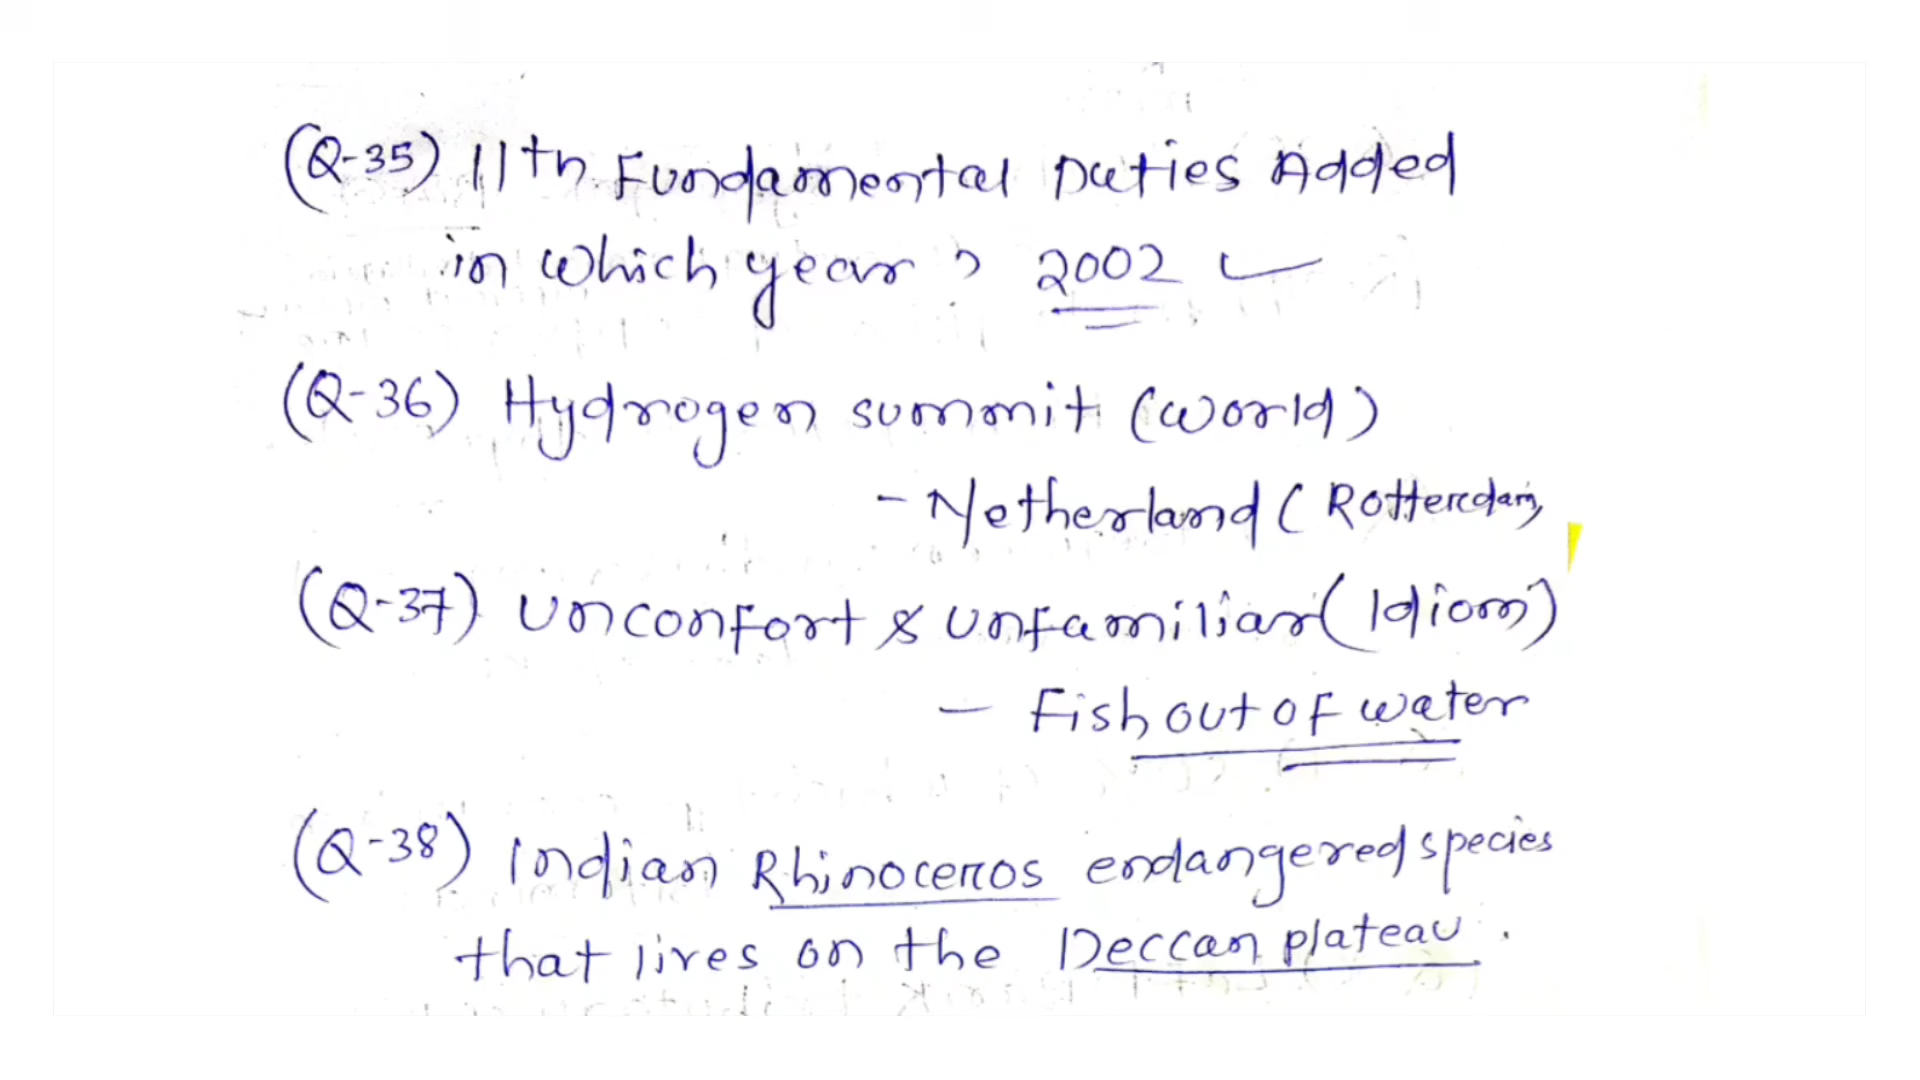 (Q-35) 11th Fundamental Duties Added
in which year ? 2002
(Q-36) Hydrogen summit (world)
- Netherland ( Rotterdam,
(Q-37) Unconfort & unfamiliar ( Idiom)
- Fish out of water
(Q-38) Indian Rhinoceros endangered species
that lives on the Deccan plateau.